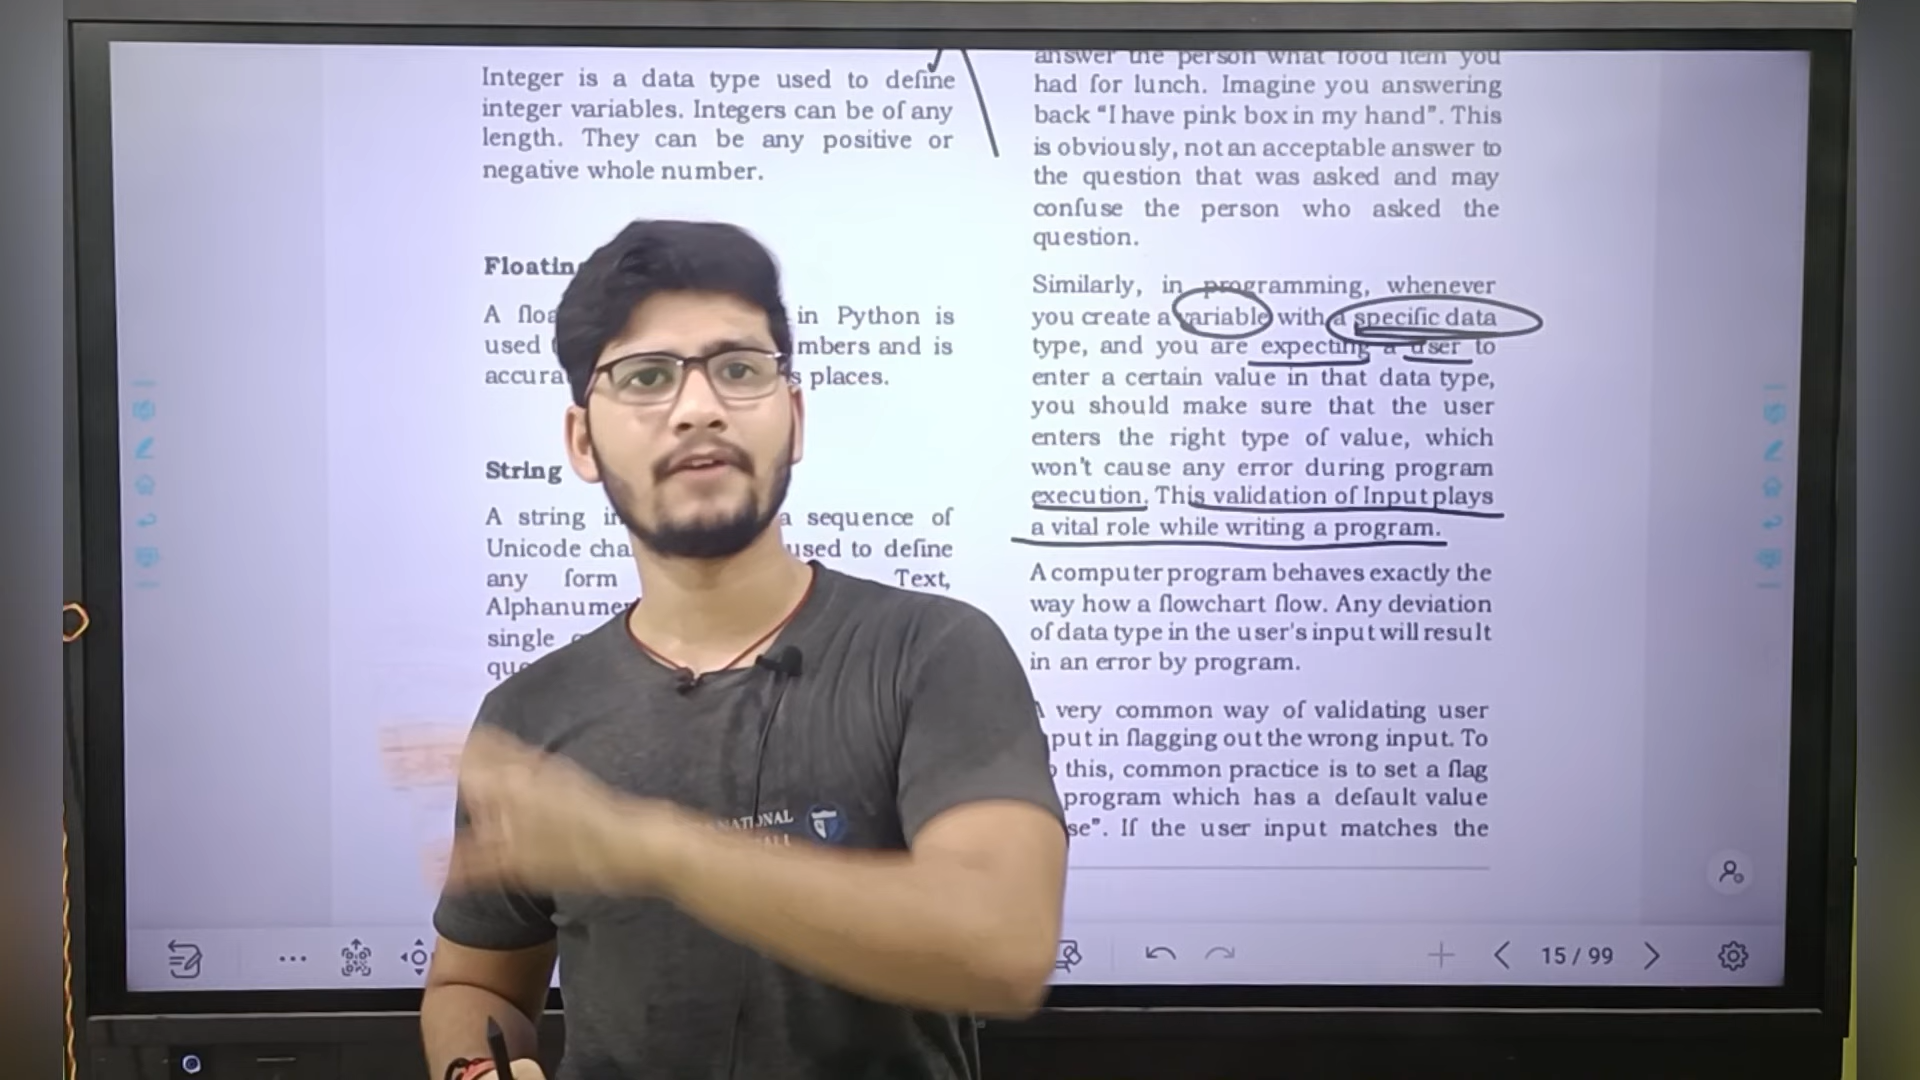 Integer is a data type used to define
integer variables. Integers can be of any
length. They can be any positive or
negative whole number.
Floatin
A floa in Python is
used mbers and is
accura s places.
String
A string in a sequence of
Unicode cha used to define
any form Text,
Alphanumer
single
que
answer the person what food item you
had for lunch. Imagine you answering
back “I have pink box in my hand”. This
is obviously, not an acceptable answer to
the question that was asked and may
confuse the person who asked the
question.
Similarly, in programming, whenever
you create a variable with a specific data
type, and you are expecting a user to
enter a certain value in that data type,
you should make sure that the user
enters the right type of value, which
won't cause any error during program
execution. This validation of Input plays
a vital role while writing a program.
A computer program behaves exactly the
way how a flowchart flow. Any deviation
of data type in the user's input will result
in an error by program.
A very common way of validating user
put in flagging out the wrong input. To
this, common practice is to set a flag
program which has a default value
se”. If the user input matches the
NATIONAL
15 / 99